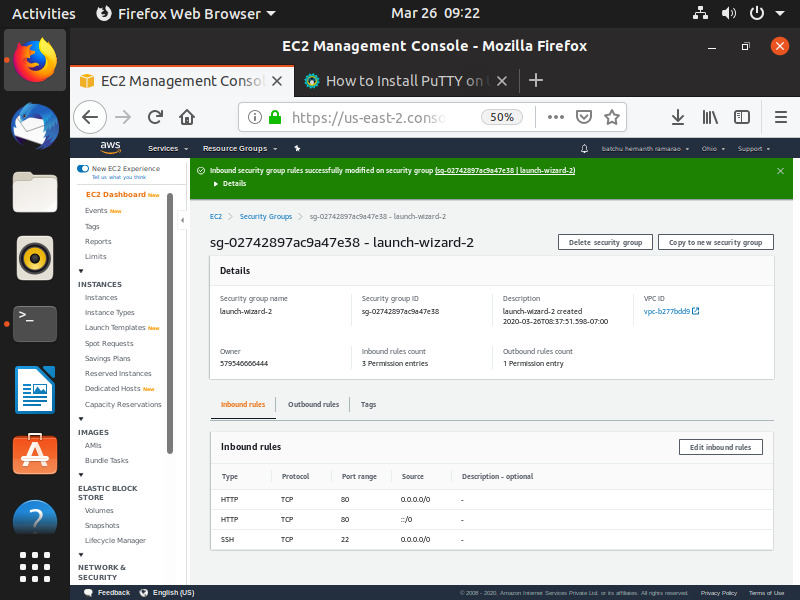 Activities
Firefox Web Browser
Mar 26 09:22
EC2 Management Console - Mozilla Firefox
EC2 Management Consol
How to Install PuTTY on
https://us-east-2.conso
50%
aws
Services
Resource Groups
batchu hemanth ramarao
Ohio
Support
New EC2 Experience
Tell us what you think
EC2 Dashboard New
Events New
Tags
Reports
Limits
INSTANCES
Instances
Instance Types
Launch Templates New
Spot Requests
Savings Plans
Reserved Instances
Dedicated Hosts New
Capacity Reservations
IMAGES
AMIs
Bundle Tasks
ELASTIC BLOCK
STORE
Volumes
Snapshots
Lifecycle Manager
NETWORK &
SECURITY
Inbound security group rules successfully modified on security group (sg-02742897ac9a47e38 | launch-wizard-2)
Details
EC2 > Security Groups > sg-02742897ac9a47e38 - launch-wizard-2
sg-02742897ac9a47e38 - launch-wizard-2
Delete security group
Copy to new security group
Details
Security group name
launch-wizard-2
Security group ID
sg-02742897ac9a47e38
Description
launch-wizard-2 created
2020-03-26T08:37:51.598-07:00
VPC ID
vpc-b277bdd9
Owner
579546666444
Inbound rules count
3 Permission entries
Outbound rules count
1 Permission entry
Inbound rules
Outbound rules
Tags
Inbound rules
Edit inbound rules
Type Protocol Port range Source Description - optional
HTTP TCP 80 0.0.0.0/0 -
HTTP TCP 80 ::/0 -
SSH TCP 22 0.0.0.0/0 -
Feedback
English (US)
© 2008 - 2020, Amazon Internet Services Private Ltd. or its affiliates. All rights reserved.
Privacy Policy
Terms of Use